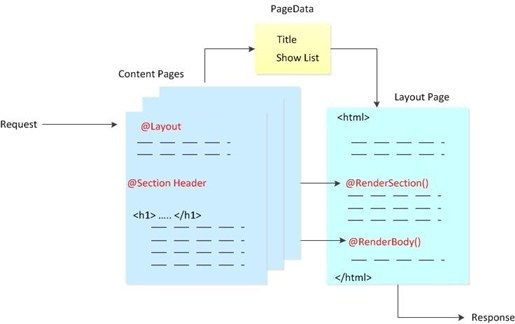 PageData
Title
Show List
Content Pages
Layout Page
Request
@Layout
@Section Header
<h1> ..... </h1>
<html>
@RenderSection()
@RenderBody()
</html>
Response